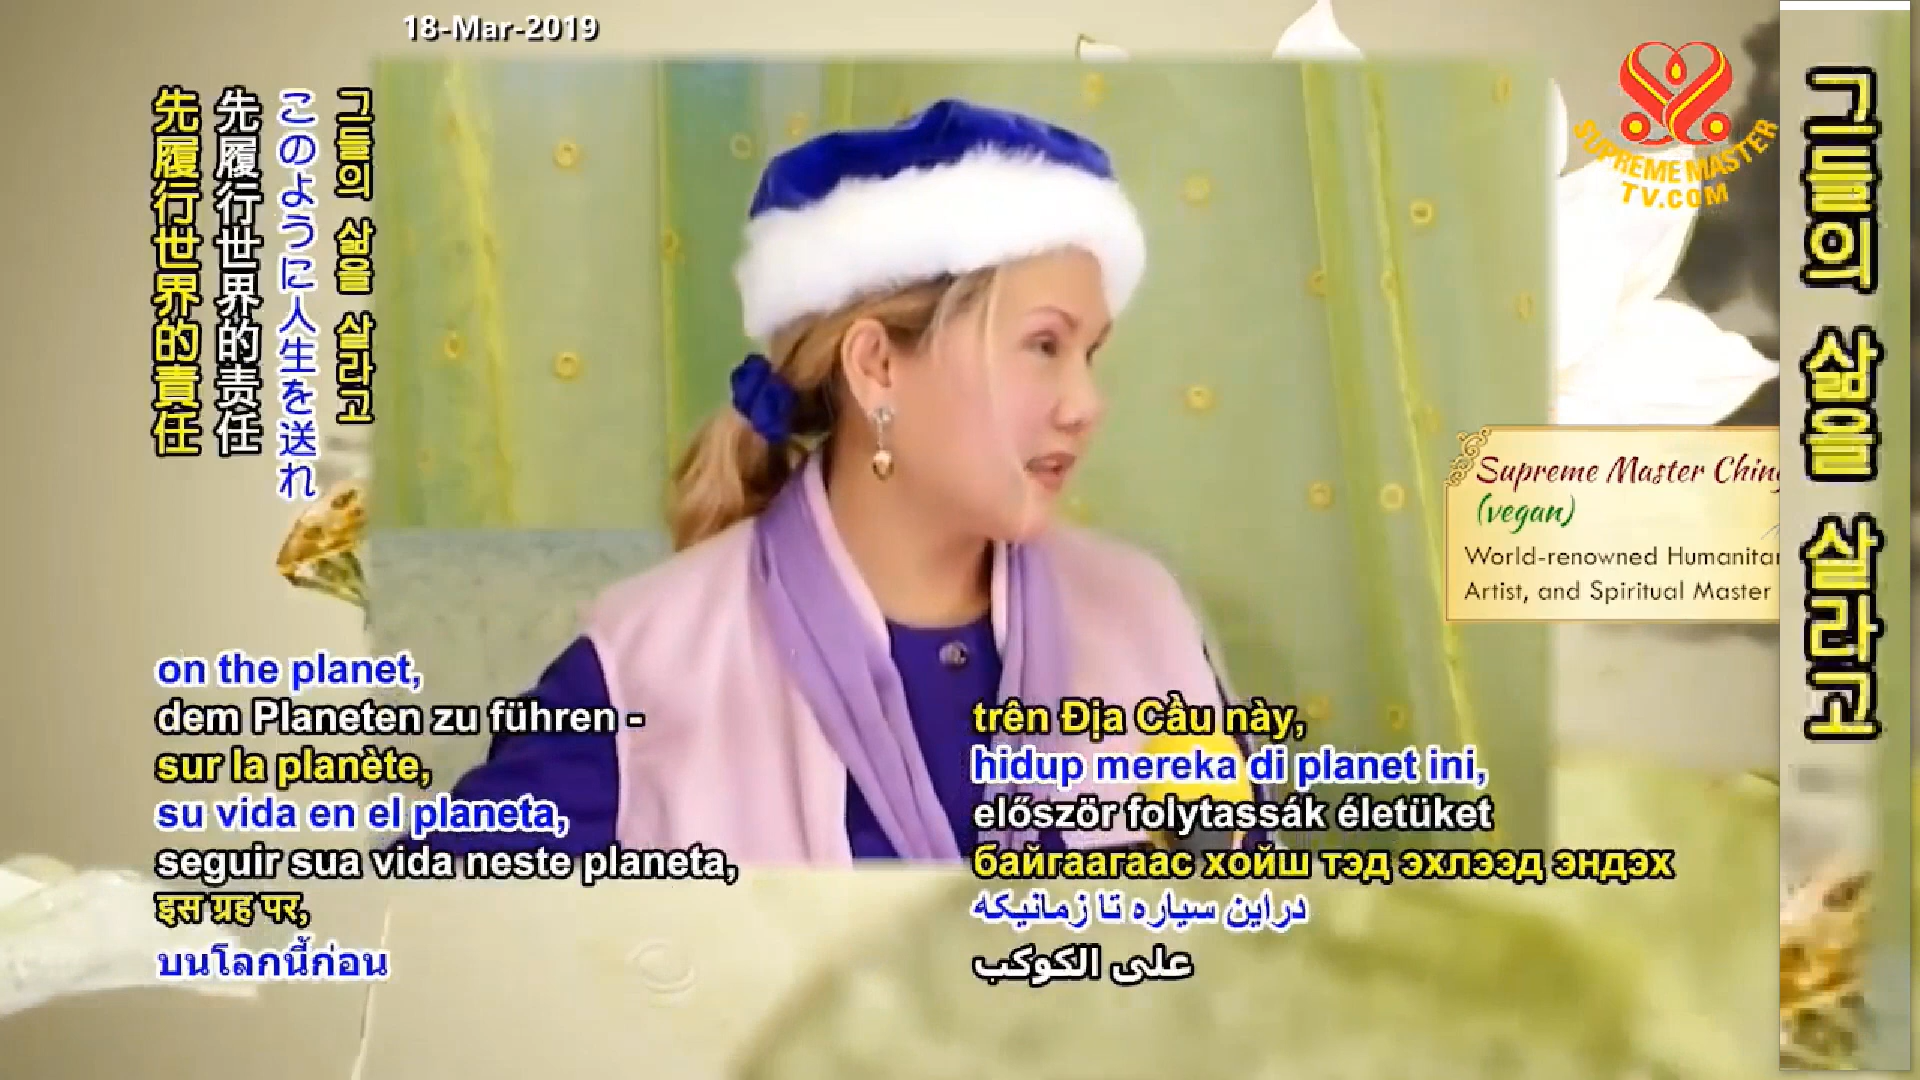 18-Mar-2019
SUPREME MASTER
TV.COM
그들의 삶을 살라고
このように人生を送れ
先履行世界的责任
先履行世界的責任
그들의 삶을 살라고
Supreme Master Ching
(vegan)
World-renowned Humanitar
Artist, and Spiritual Master
on the planet,
dem Planeten zu führen -
sur la planète,
su vida en el planeta,
seguir sua vida neste planeta,
इस ग्रह पर,
บนโลกนี้ก่อน
trên Địa Cầu này,
hidup mereka di planet ini,
először folytassák életüket
байгаагаас хойш тэд эхлээд эндэх
دراین سیاره تا زمانیکه
على الكوكب